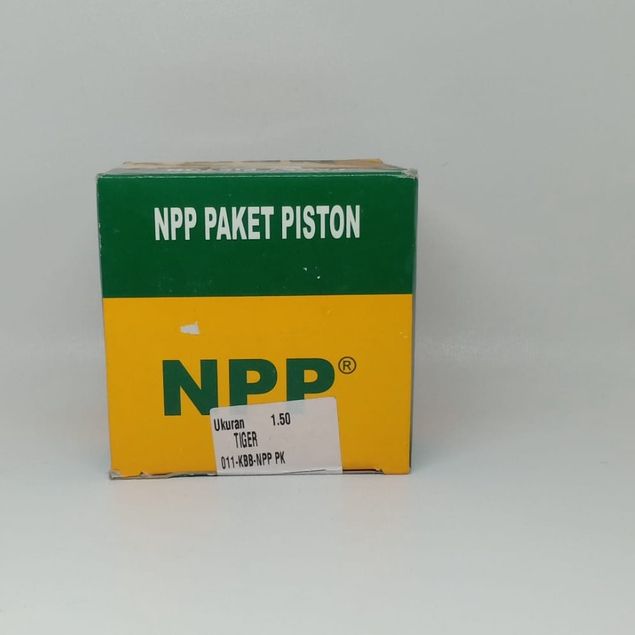 NPP PAKET PISTON
NPP®
Ukuran 1.50
TIGER
011-KBB-NPP PK